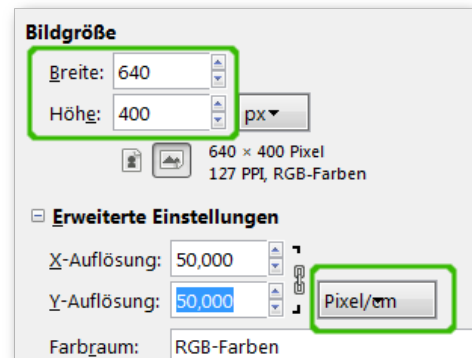 Bildgröße
Breite: 640
Höhe: 400 px
640 × 400 Pixel
127 PPI, RGB-Farben
Erweiterte Einstellungen
X-Auflösung: 50,000
Y-Auflösung: 50,000 Pixel/mm
Farbraum: RGB-Farben